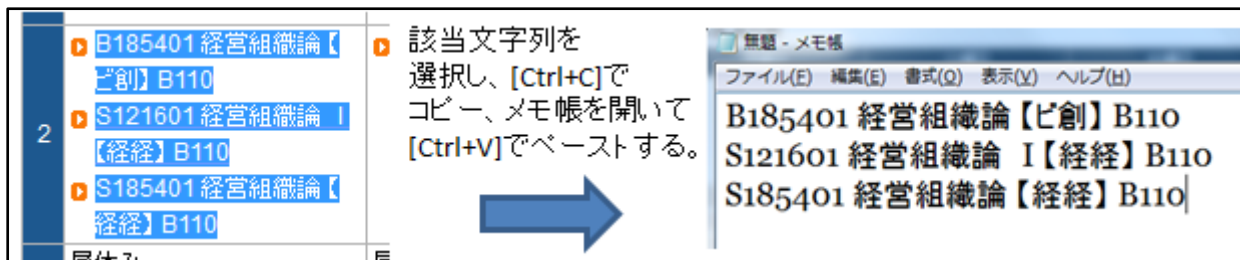 2
B185401 経営組織論【
ビ創】B110
S121601 経営組織論 Ⅰ
【経経】B110
S185401 経営組織論【
経経】B110
昼休み
該当文字列を
選択し、[Ctrl+C]で
コピー、メモ帳を開いて
[Ctrl+V]でペーストする。
無題 - メモ帳
ファイル(F) 編集(E) 書式(O) 表示(V) ヘルプ(H)
B185401 経営組織論【ビ創】B110
S121601 経営組織論 Ⅰ【経経】B110
S185401 経営組織論【経経】B110